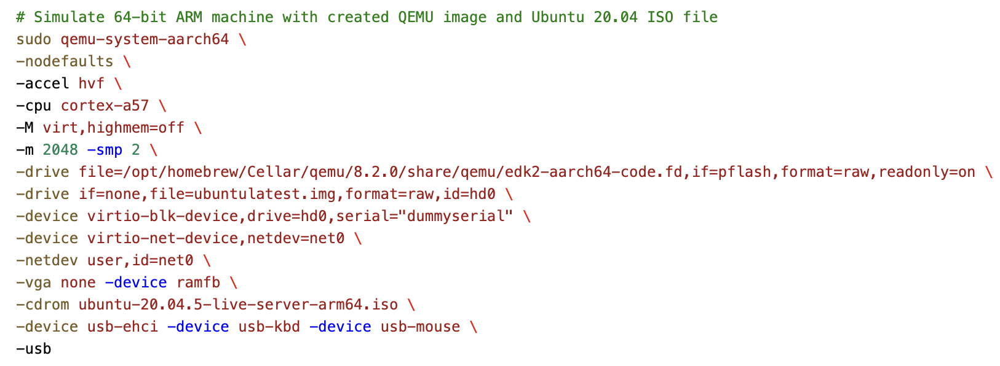 # Simulate 64-bit ARM machine with created QEMU image and Ubuntu 20.04 ISO file
sudo qemu-system-aarch64 \
-nodefaults \
-accel hvf \
-cpu cortex-a57 \
-M virt,highmem=off \
-m 2048 -smp 2 \
-drive file=/opt/homebrew/Cellar/qemu/8.2.0/share/qemu/edk2-aarch64-code.fd,if=pflash,format=raw,readonly=on \
-drive if=none,file=ubuntulatest.img,format=raw,id=hd0 \
-device virtio-blk-device,drive=hd0,serial="dummyserial" \
-device virtio-net-device,netdev=net0 \
-netdev user,id=net0 \
-vga none -device ramfb \
-cdrom ubuntu-20.04.5-live-server-arm64.iso \
-device usb-ehci -device usb-kbd -device usb-mouse \
-usb